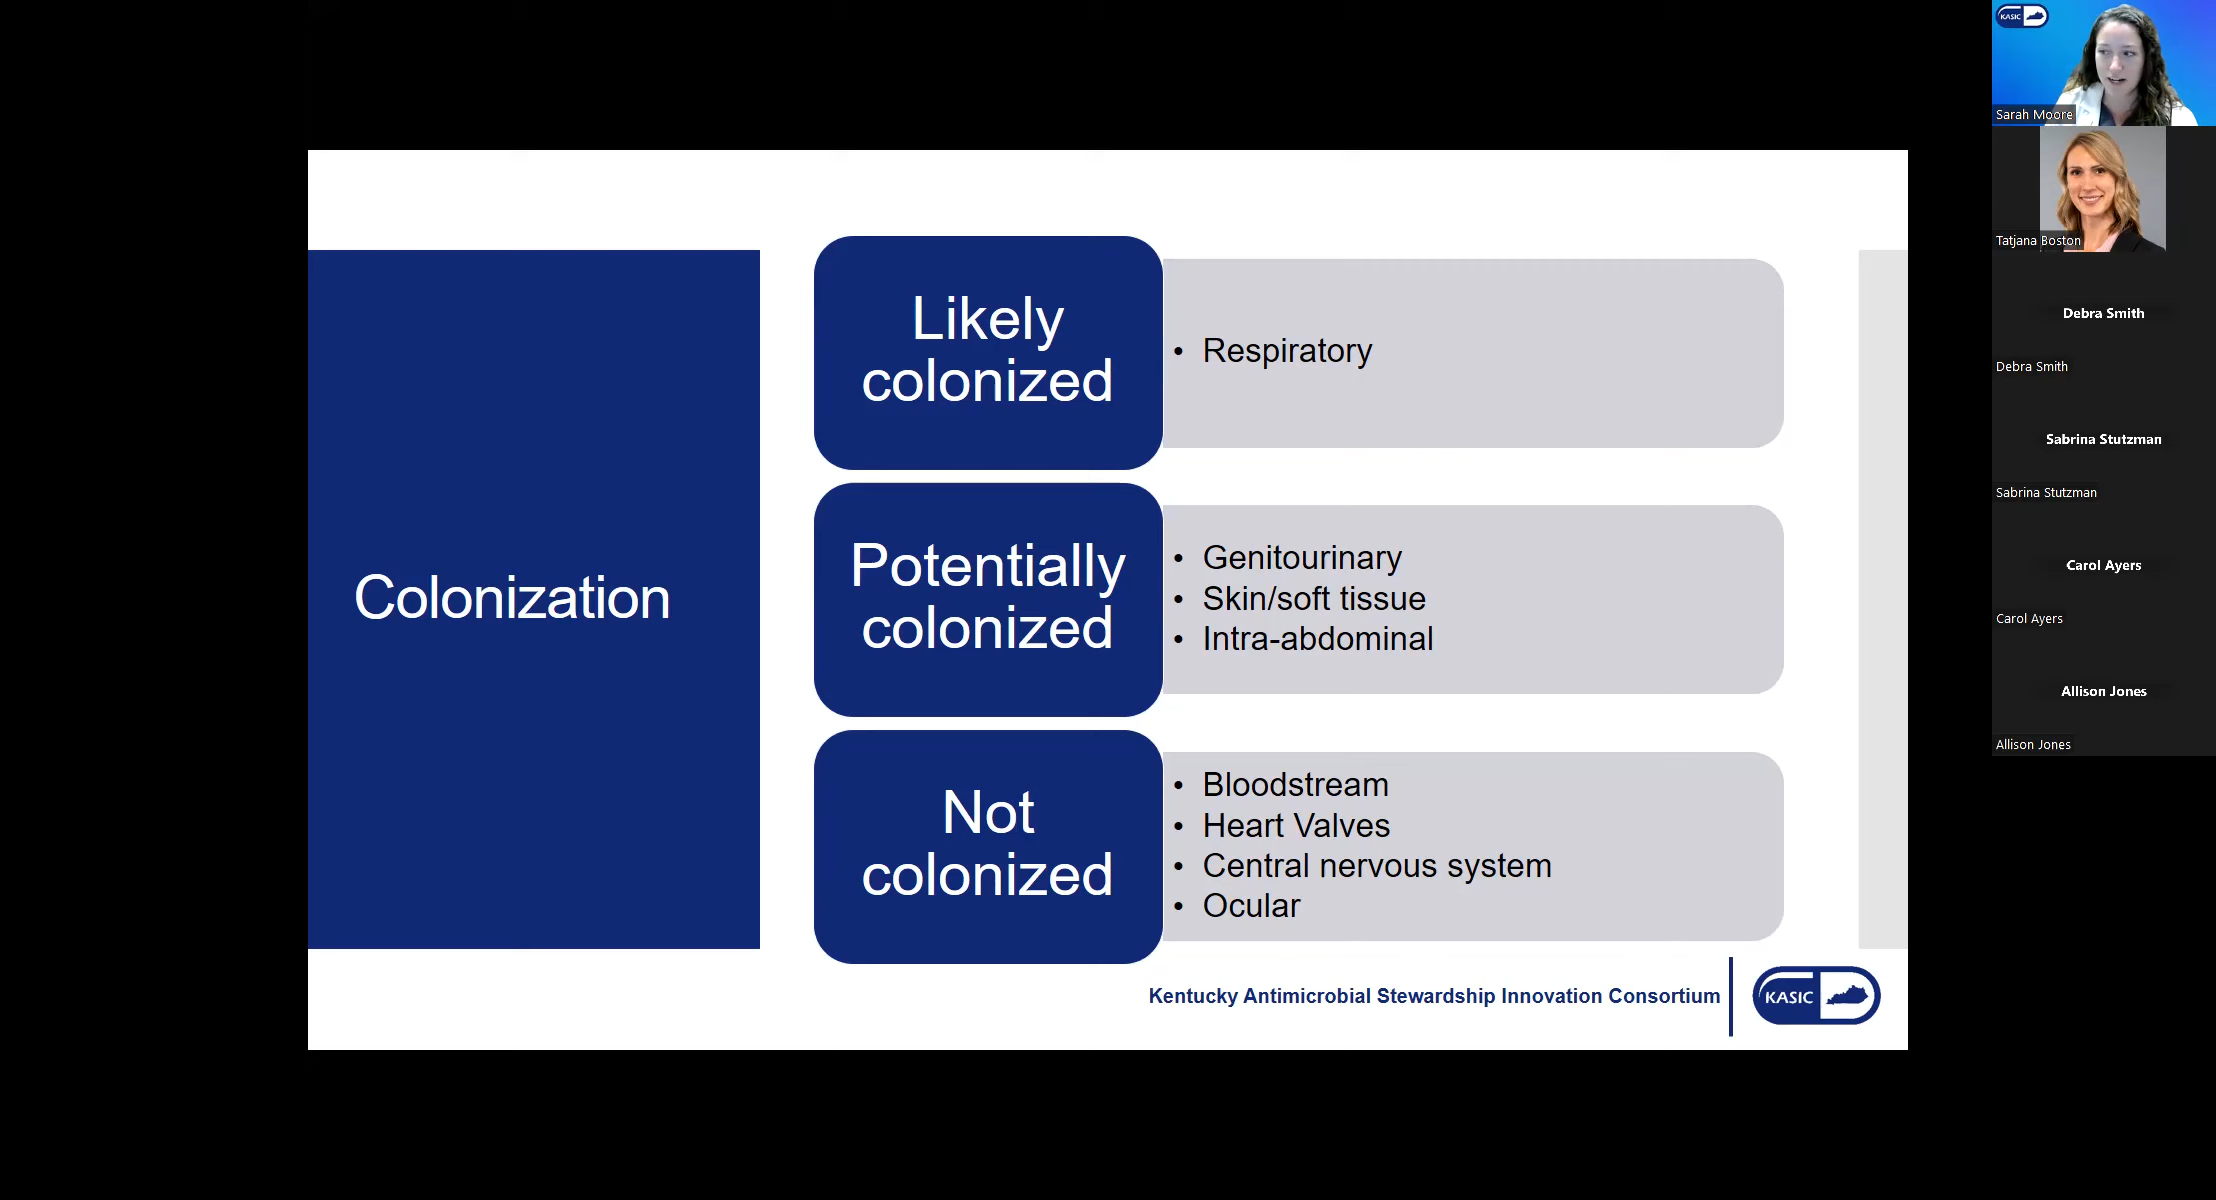 Colonization
Likely
colonized
• Respiratory
Potentially
colonized
• Genitourinary
• Skin/soft tissue
• Intra-abdominal
Not
colonized
• Bloodstream
• Heart Valves
• Central nervous system
• Ocular
Kentucky Antimicrobial Stewardship Innovation Consortium
KASIC
KASIC
Sarah Moore
Tatjana Boston
Debra Smith
Debra Smith
Sabrina Stutzman
Sabrina Stutzman
Carol Ayers
Carol Ayers
Allison Jones
Allison Jones